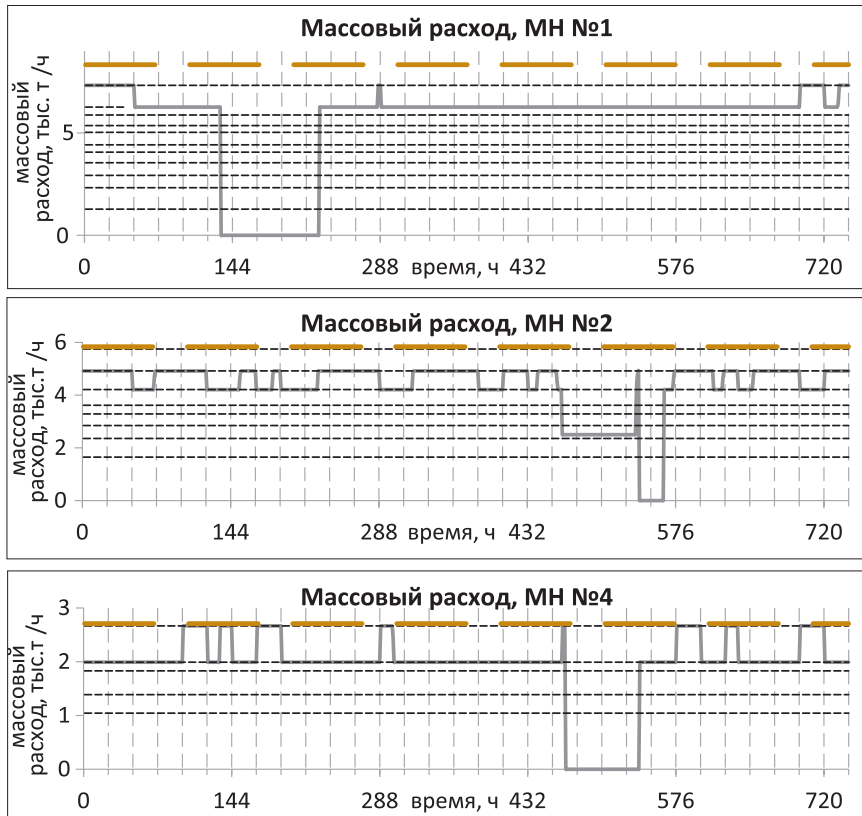 Массовый расход, МН №1
массовый
расход, тыс. т /ч
5
0
0 144 288 время, ч 432 576 720
Массовый расход, МН №2
массовый
расход, тыс.т /ч
6
4
2
0
0 144 288 время, ч 432 576 720
Массовый расход, МН №4
массовый
расход, тыс.т /ч
3
2
1
0
0 144 288 время, ч 432 576 720